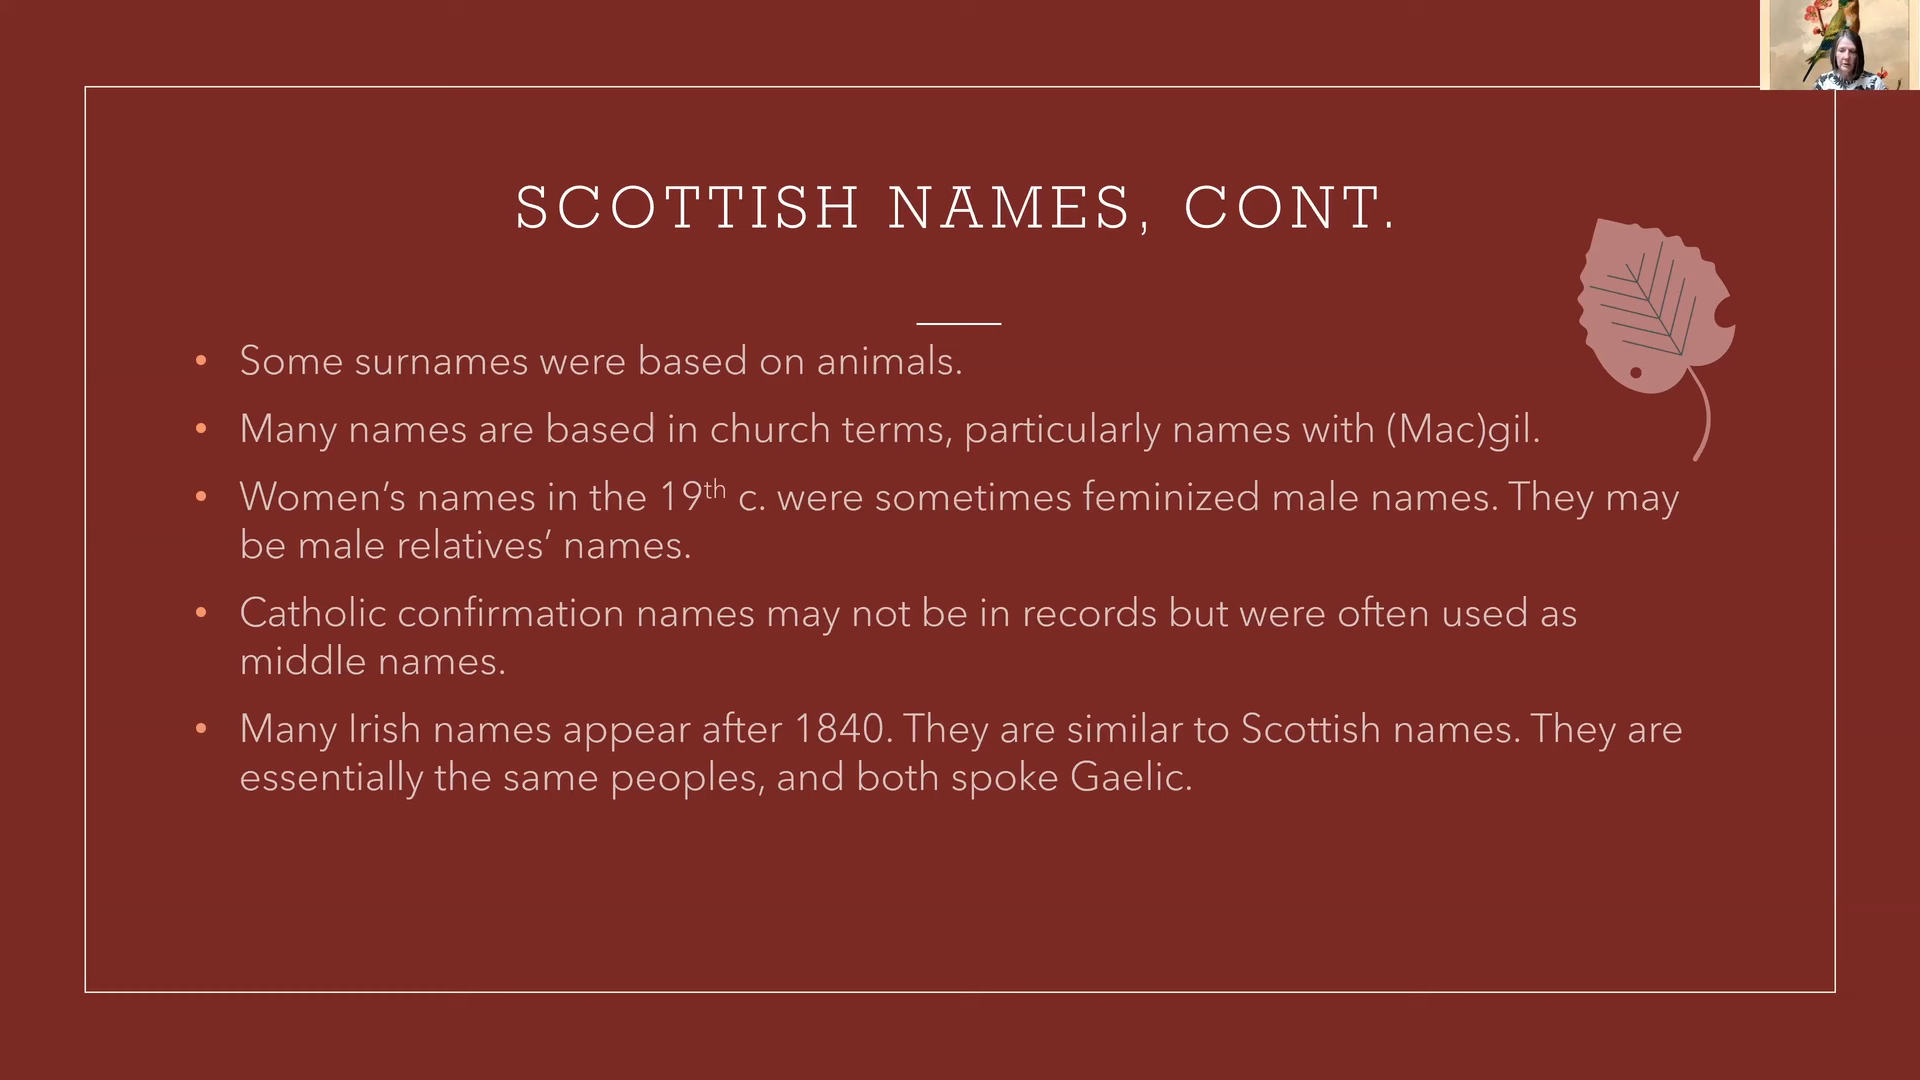 SCOTTISH NAMES, CONT.
• Some surnames were based on animals.
• Many names are based in church terms, particularly names with (Mac)gil.
• Women’s names in the 19th c. were sometimes feminized male names. They may
be male relatives’ names.
• Catholic confirmation names may not be in records but were often used as
middle names.
• Many Irish names appear after 1840. They are similar to Scottish names. They are
essentially the same peoples, and both spoke Gaelic.